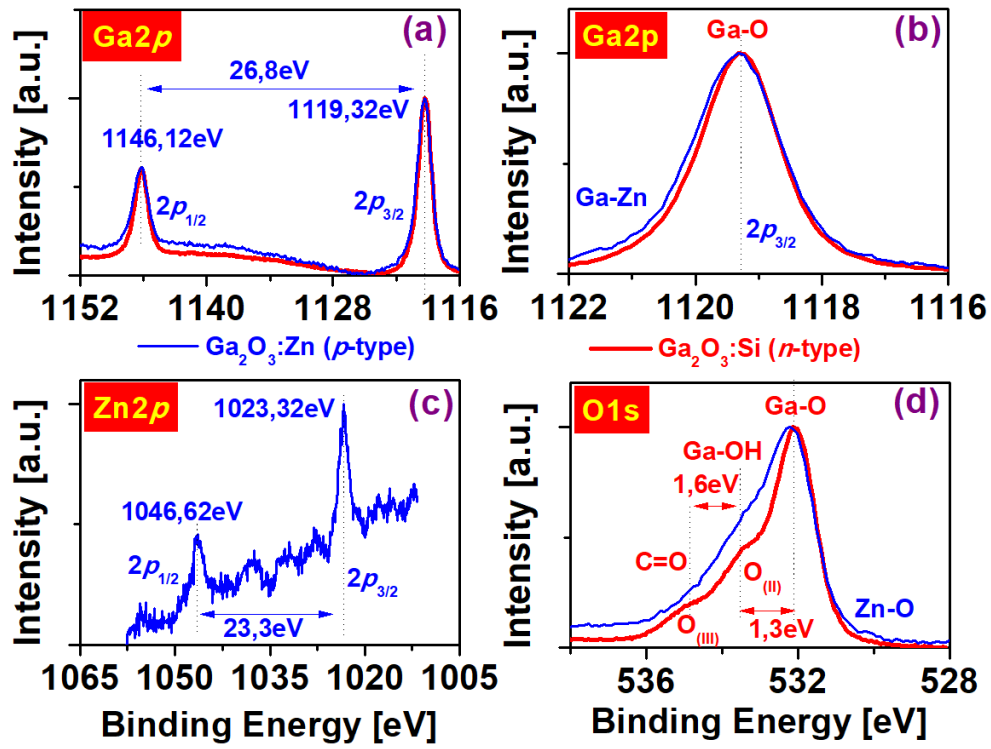 Ga2p
(a)
26,8eV
1119,32eV
1146,12eV
2p1/2
2p3/2
Intensity [a.u.]
1152 1140 1128 1116
Ga2p
Ga-O
(b)
Ga-Zn
2p3/2
Intensity [a.u.]
1122 1120 1118 1116
Ga2O3:Zn (p-type)
Ga2O3:Si (n-type)
Zn2p
1023,32eV
(c)
1046,62eV
2p1/2
2p3/2
23,3eV
Intensity [a.u.]
1065 1050 1035 1020 1005
Binding Energy [eV]
O1s
Ga-O
(d)
Ga-OH
1,6eV
C=O
O(II)
Zn-O
O(III)
1,3eV
Intensity [a.u.]
536 532 528
Binding Energy [eV]